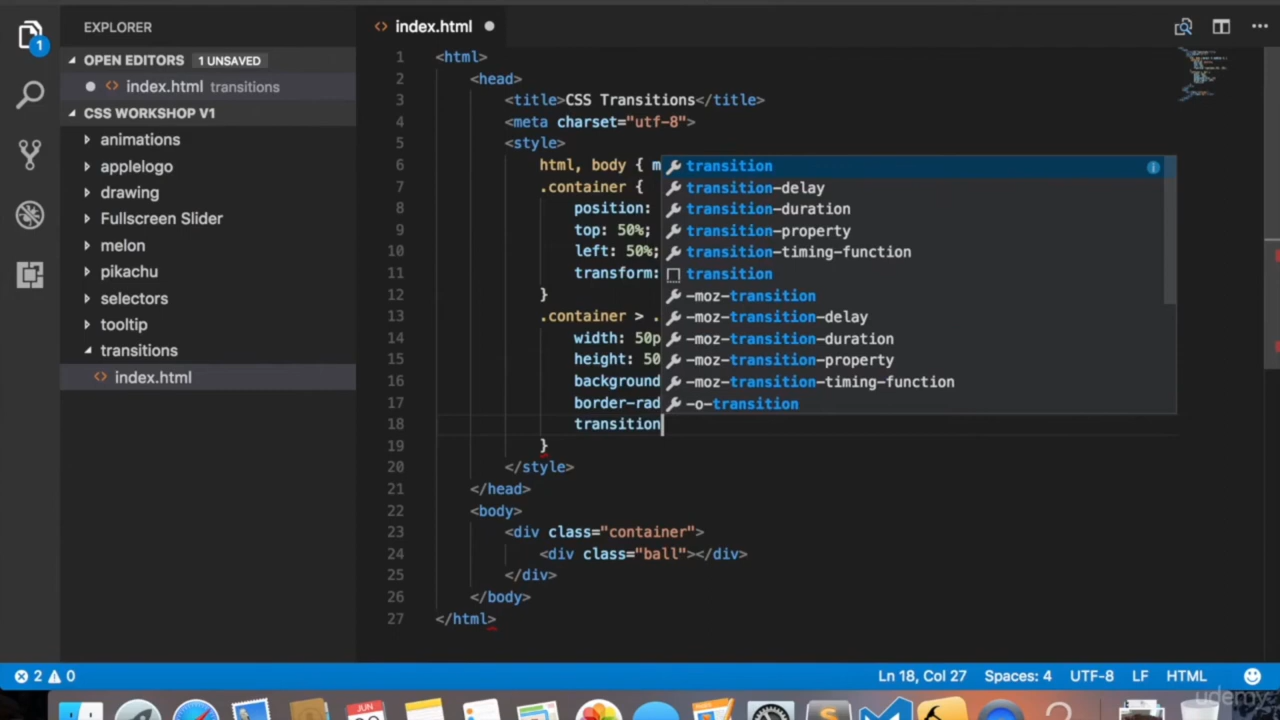 EXPLORER
OPEN EDITORS 1 UNSAVED
index.html transitions
CSS WORKSHOP V1
animations
applelogo
drawing
Fullscreen Slider
melon
pikachu
selectors
tooltip
transitions
index.html
1
index.html
1 <html>
2 <head>
3 <title>CSS Transitions</title>
4 <meta charset="utf-8">
5 <style>
6 html, body { m
7 .container {
8 position:
9 top: 50%;
10 left: 50%;
11 transform:
12 }
13 .container > .
14 width: 50p
15 height: 50
16 background
17 border-rad
18 transition
19 }
20 </style>
21 </head>
22 <body>
23 <div class="container">
24 <div class="ball"></div>
25 </div>
26 </body>
27 </html>
transition
transition-delay
transition-duration
transition-property
transition-timing-function
transition
-moz-transition
-moz-transition-delay
-moz-transition-duration
-moz-transition-property
-moz-transition-timing-function
-o-transition
2 0 Ln 18, Col 27 Spaces: 4 UTF-8 LF HTML
JUN
udemy